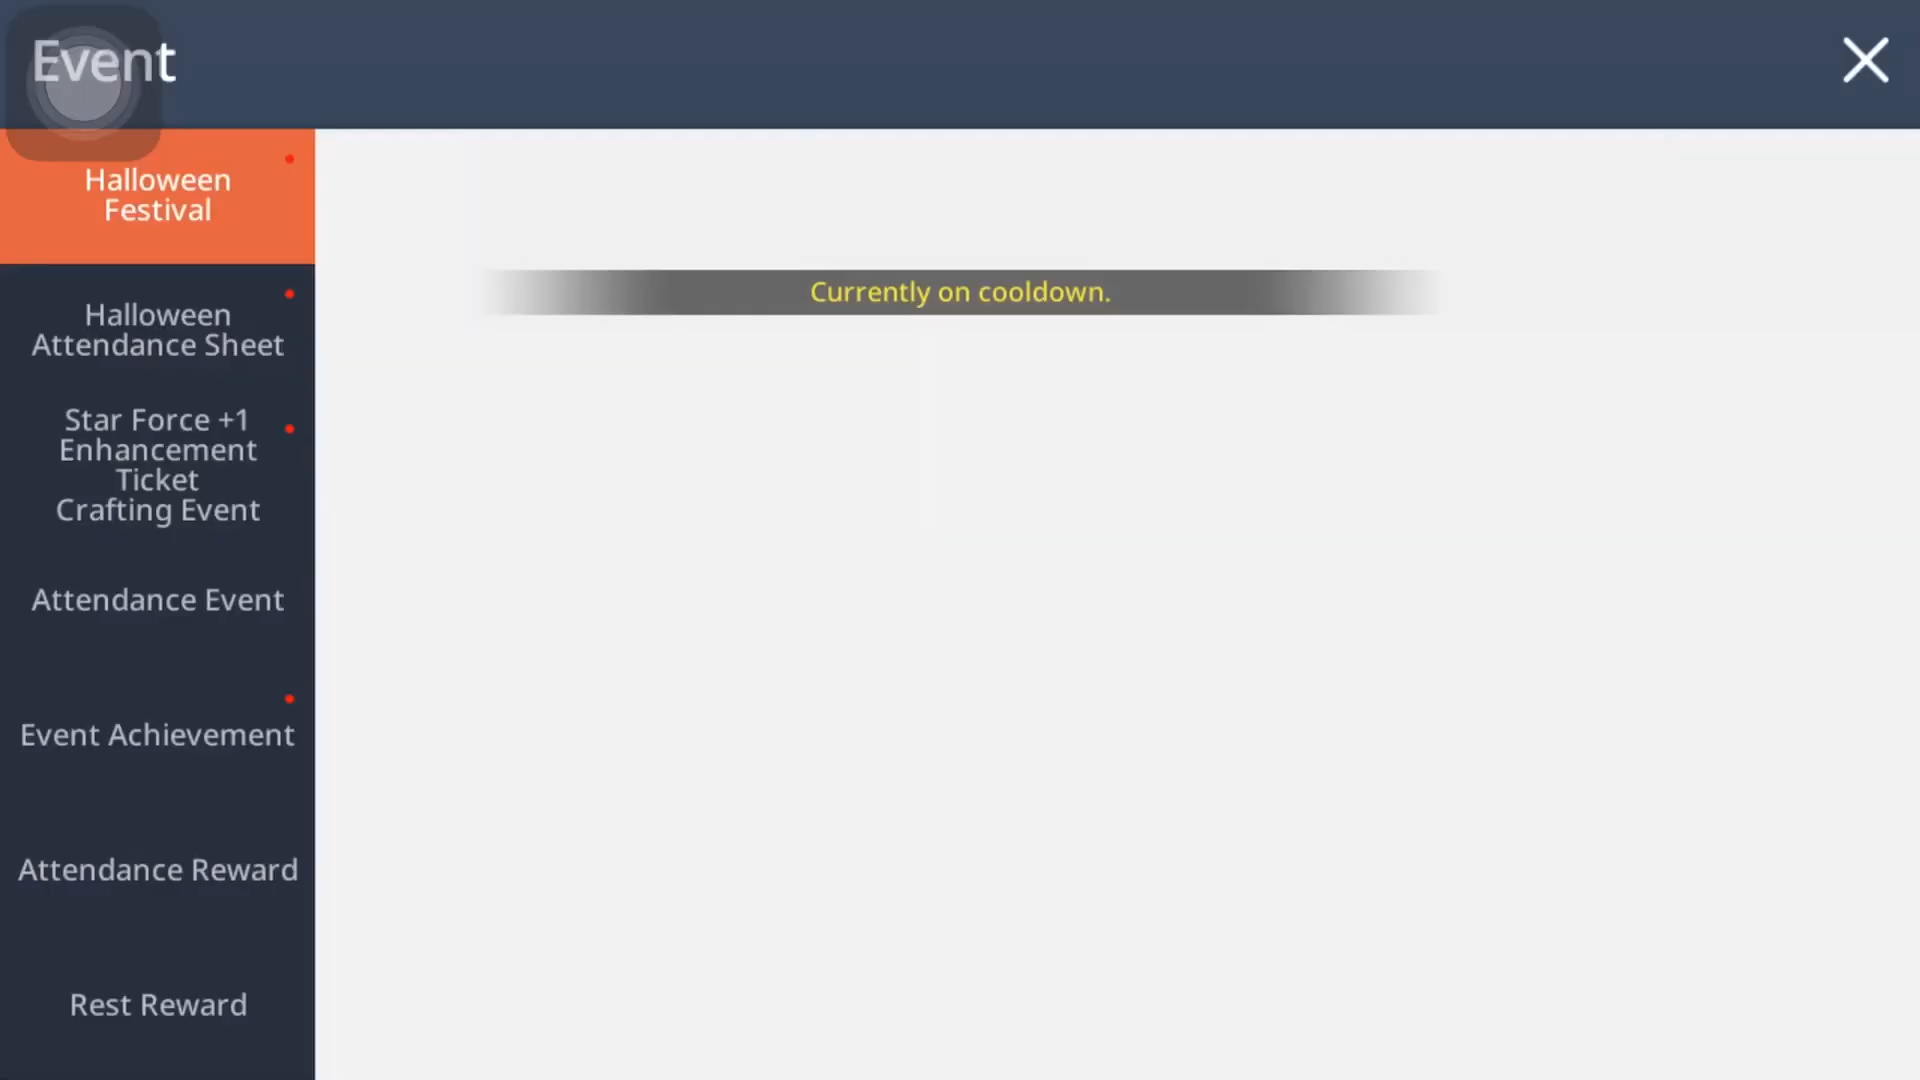 Event
Halloween
Festival
Currently on cooldown.
Halloween
Attendance Sheet
Star Force +1
Enhancement
Ticket
Crafting Event
Attendance Event
Event Achievement
Attendance Reward
Rest Reward